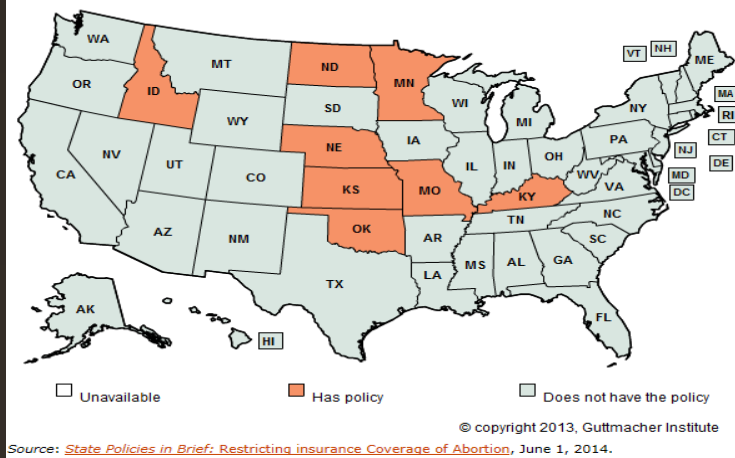 WA
OR
CA
NV
ID
MT
WY
UT
AZ
CO
NM
ND
SD
NE
KS
OK
TX
MN
IA
MO
AR
LA
WI
IL
MI
IN
OH
KY
TN
MS
AL
GA
FL
SC
NC
VA
WV
PA
NY
ME
VT
NH
MA
RI
CT
NJ
DE
MD
DC
AK
HI
Unavailable
Has policy
Does not have the policy
© copyright 2013, Guttmacher Institute
Source: State Policies in Brief: Restricting insurance Coverage of Abortion, June 1, 2014.